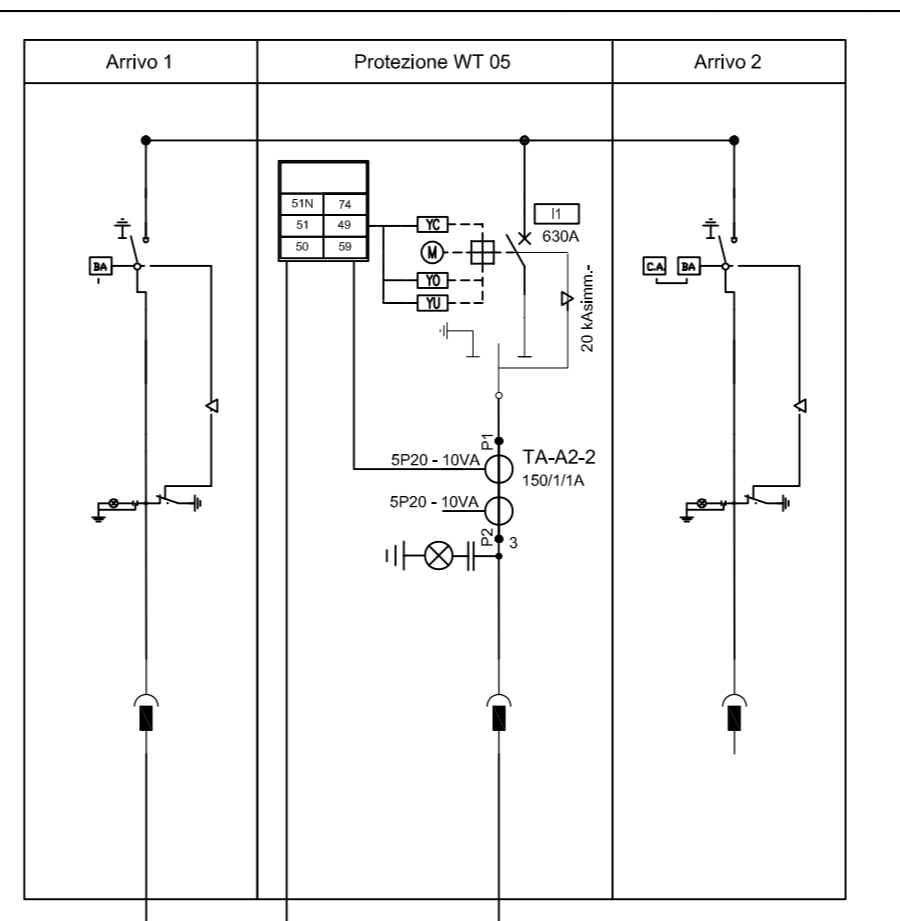 Arrivo 1
Protezione WT 05
Arrivo 2
51N 74
51 49
50 59
YC
M
YO
YU
I1
630A
20 kAsimm.-
BA
C.A. BA
P1
5P20 - 10VA
TA-A2-2
150/1/1A
5P20 - 10VA
P2
3